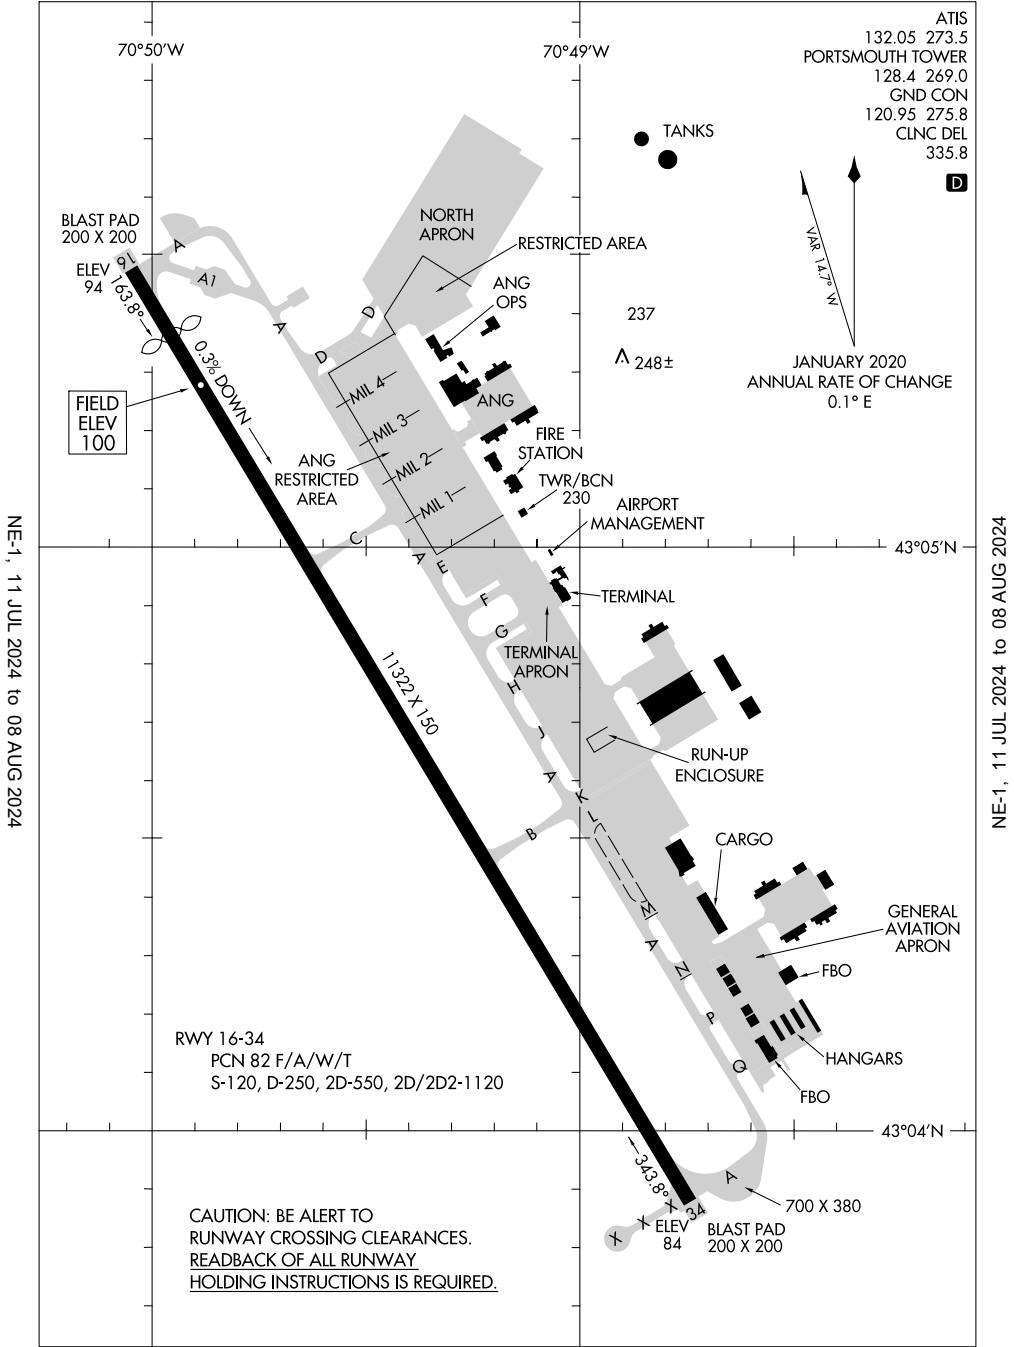 70°50'W
70°49'W
ATIS
132.05 273.5
PORTSMOUTH TOWER
128.4 269.0
GND CON
120.95 275.8
CLNC DEL
335.8
D
TANKS
VAR 14.7° W
JANUARY 2020
ANNUAL RATE OF CHANGE
0.1° E
BLAST PAD
200 X 200
16
ELEV
94
163.8°
A
A1
A
0.3% DOWN
FIELD
ELEV
100
NORTH
APRON
RESTRICTED AREA
D
D
ANG
OPS
237
248±
MIL 4
MIL 3
MIL 2
MIL 1
ANG
ANG
RESTRICTED
AREA
FIRE
STATION
TWR/BCN
230
AIRPORT
MANAGEMENT
43°05'N
C
A
E
F
G
H
J
A
K
L
B
TERMINAL
TERMINAL
APRON
11322 X 150
RUN-UP
ENCLOSURE
CARGO
M
A
N
P
Q
GENERAL
AVIATION
APRON
FBO
HANGARS
FBO
RWY 16-34
PCN 82 F/A/W/T
S-120, D-250, 2D-550, 2D/2D2-1120
43°04'N
343.8°
A
700 X 380
X
X
X
34
ELEV
84
BLAST PAD
200 X 200
CAUTION: BE ALERT TO
RUNWAY CROSSING CLEARANCES.
READBACK OF ALL RUNWAY
HOLDING INSTRUCTIONS IS REQUIRED.
NE-1, 11 JUL 2024 to 08 AUG 2024
NE-1, 11 JUL 2024 to 08 AUG 2024